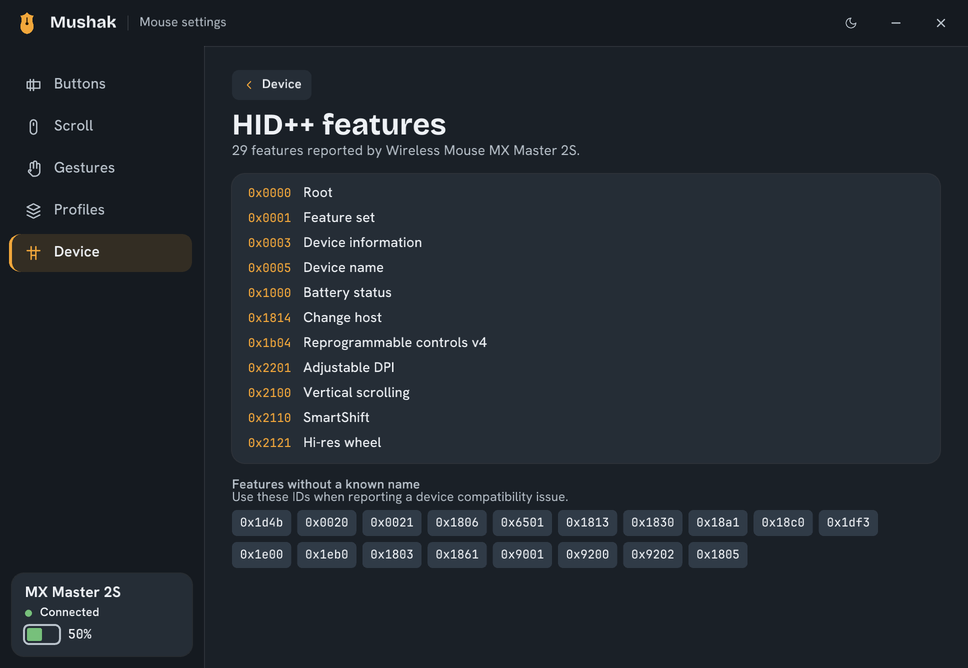 Mushak | Mouse settings
Buttons
Scroll
Gestures
Profiles
Device
Device
HID++ features
29 features reported by Wireless Mouse MX Master 2S.
0x0000 Root
0x0001 Feature set
0x0003 Device information
0x0005 Device name
0x1000 Battery status
0x1814 Change host
0x1b04 Reprogrammable controls v4
0x2201 Adjustable DPI
0x2100 Vertical scrolling
0x2110 SmartShift
0x2121 Hi-res wheel
Features without a known name
Use these IDs when reporting a device compatibility issue.
0x1d4b 0x0020 0x0021 0x1806 0x6501 0x1813 0x1830 0x18a1 0x18c0 0x1df3
0x1e00 0x1eb0 0x1803 0x1861 0x9001 0x9200 0x9202 0x1805
MX Master 2S
Connected
50%